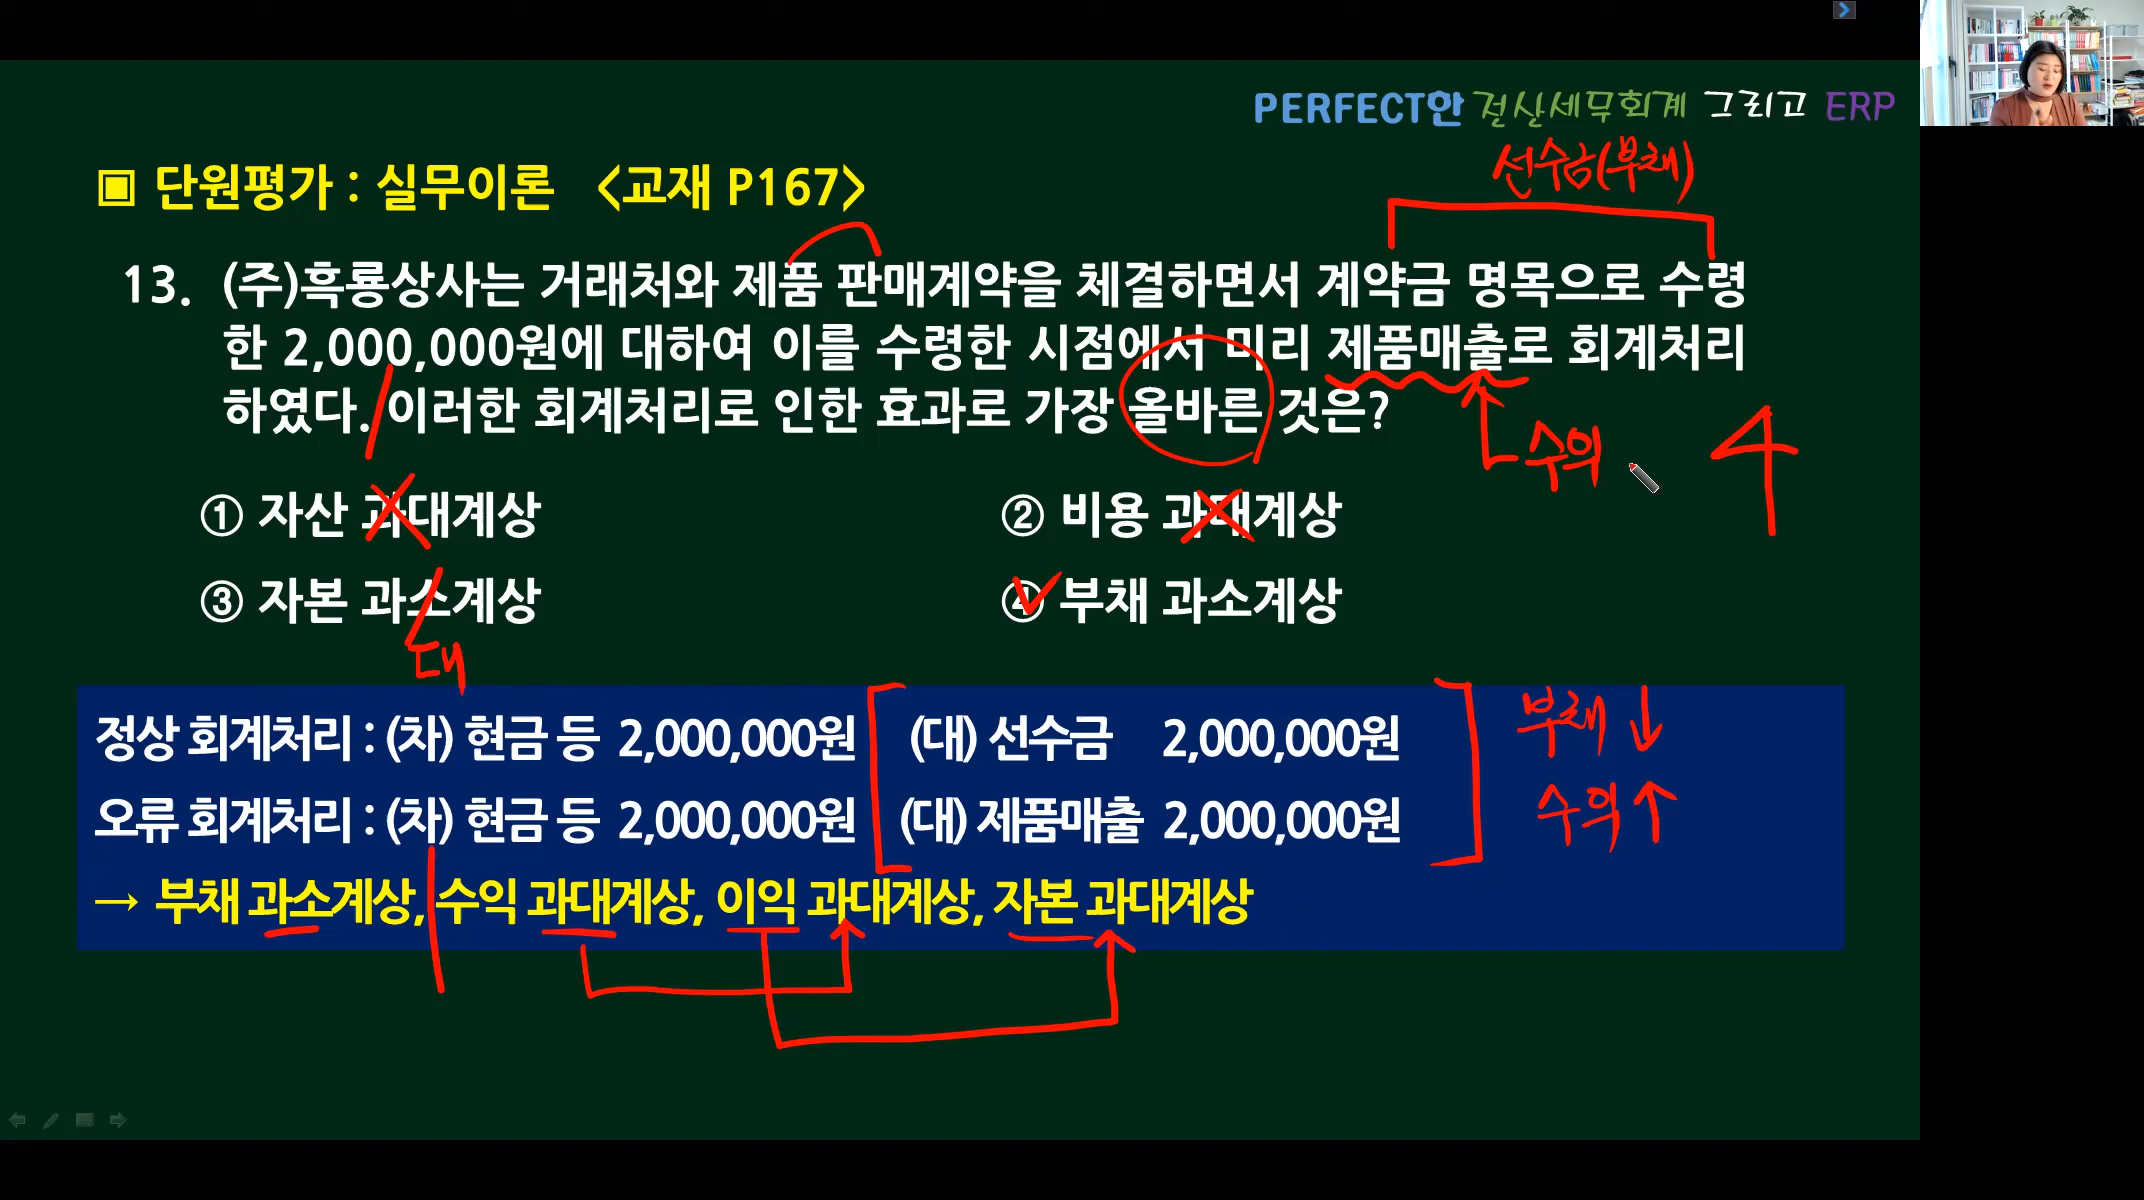 PERFECT한 전산세무회계 그리고 ERP
▣ 단원평가 : 실무이론 <교재 P167>
선수금(부채)
13. (주)흑룡상사는 거래처와 제품 판매계약을 체결하면서 계약금 명목으로 수령
한 2,000,000원에 대하여 이를 수령한 시점에서 미리 제품매출로 회계처리
하였다. 이러한 회계처리로 인한 효과로 가장 올바른 것은?
수익
4
① 자산 과대계상
② 비용 과대계상
③ 자본 과소계상
④ 부채 과소계상
대
정상 회계처리 : (차) 현금 등 2,000,000원 (대) 선수금 2,000,000원
부채 ↓
오류 회계처리 : (차) 현금 등 2,000,000원 (대) 제품매출 2,000,000원
수익 ↑
→ 부채 과소계상, 수익 과대계상, 이익 과대계상, 자본 과대계상